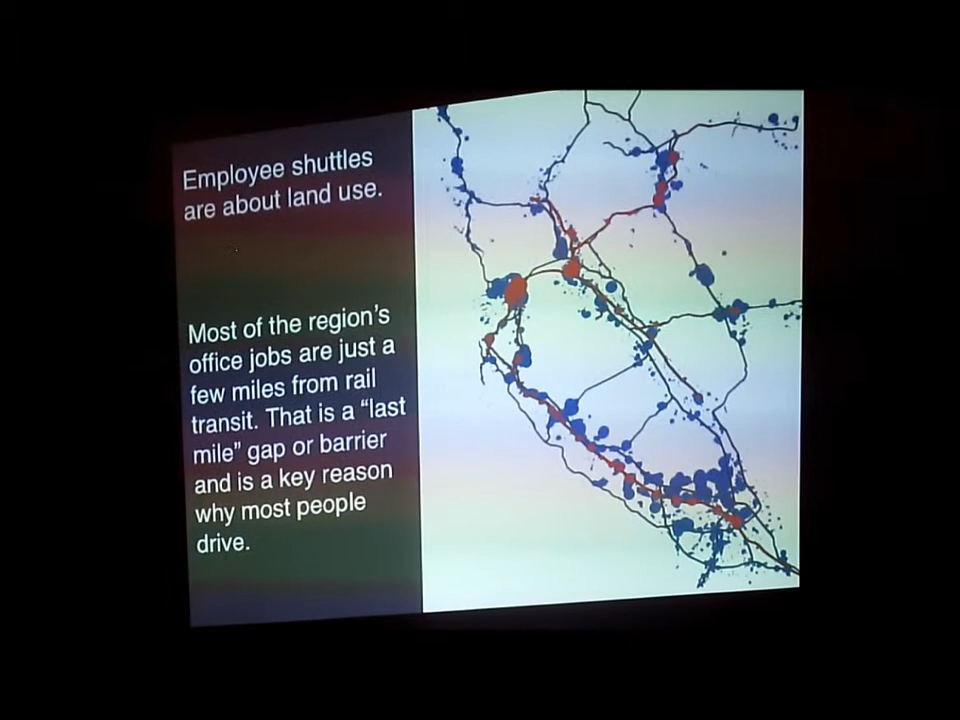 Employee shuttles
are about land use.
Most of the region's
office jobs are just a
few miles from rail
transit. That is a “last
mile” gap or barrier
and is a key reason
why most people
drive.